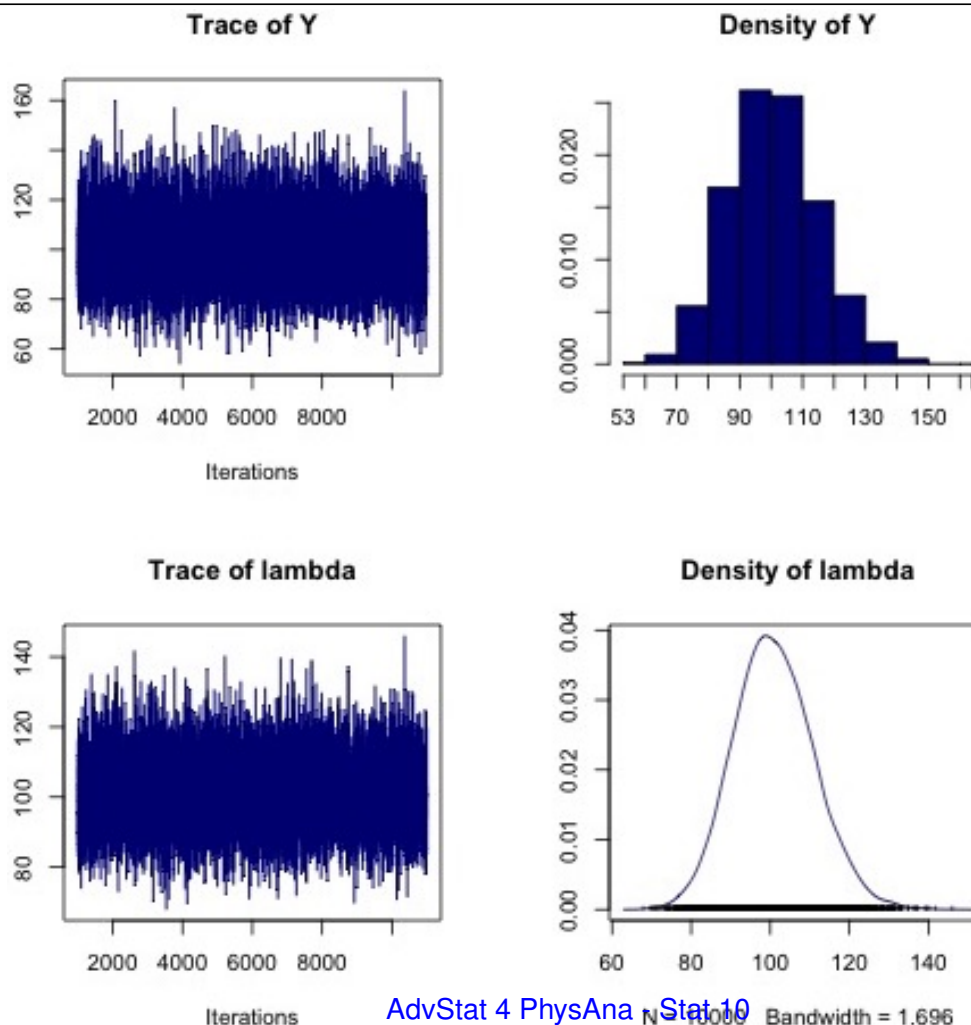 Trace of Y
160
120
80
60
2000 4000 6000 8000
Iterations
Density of Y
0.020
0.010
0.000
53 70 90 110 130 150
Trace of lambda
140
120
100
80
2000 4000 6000 8000
Iterations
Density of lambda
0.04
0.03
0.02
0.01
0.00
60 80 100 120 140
N = 10000 Bandwidth = 1.696
AdvStat 4 PhysAna - Stat 10